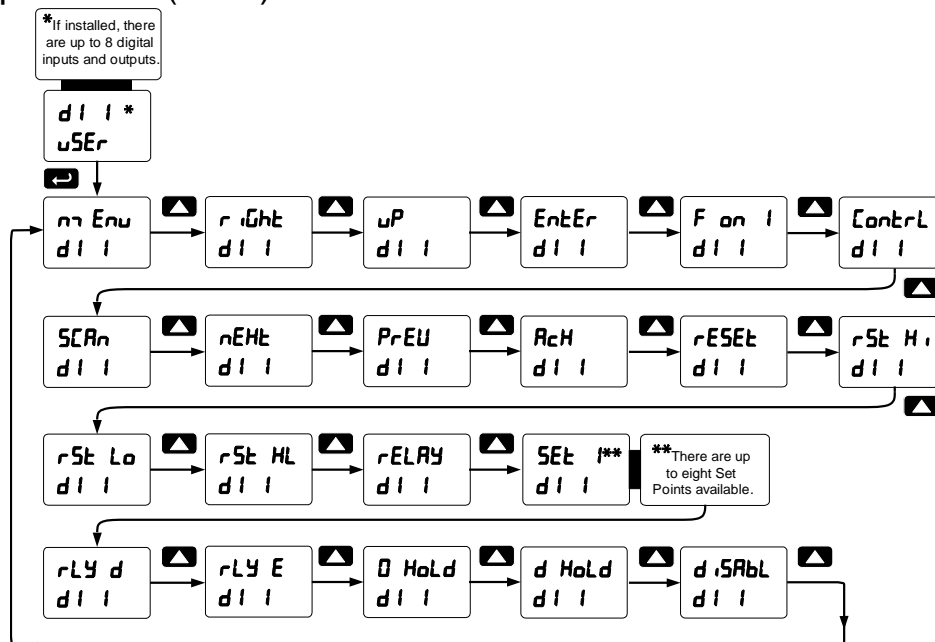 *If installed, there
are up to 8 digital
inputs and outputs.
dI 1 *
uSEr
mEnu
dI 1
riGht
dI 1
uP
dI 1
EntEr
dI 1
F on 1
dI 1
ContrL
dI 1
SCAn
dI 1
nEHt
dI 1
PrEU
dI 1
AcH
dI 1
rESEt
dI 1
rSt Hi
dI 1
rSt Lo
dI 1
rSt HL
dI 1
rELAY
dI 1
SEt 1**
dI 1
**There are up
to eight Set
Points available.
rLY d
dI 1
rLY E
dI 1
O HoLd
dI 1
d HoLd
dI 1
diSAbL
dI 1